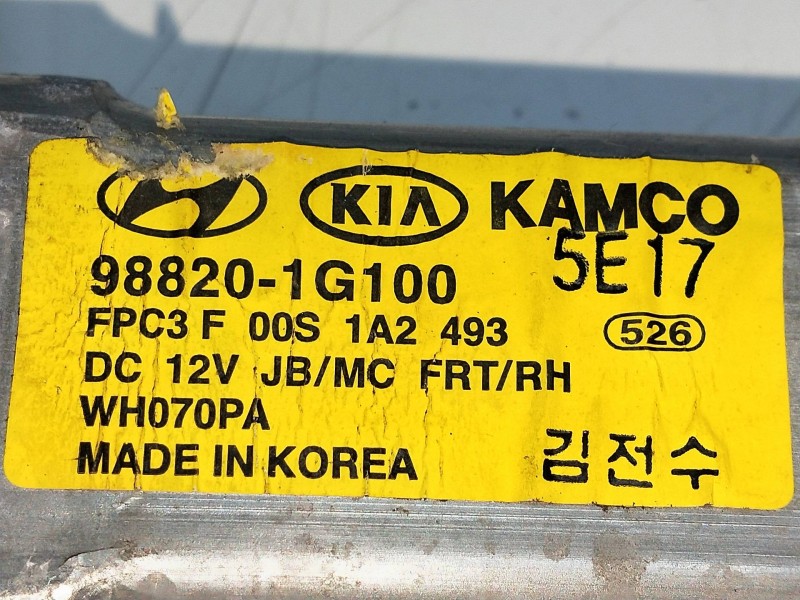 KIA KAMCO
5E17
98820-1G100
FPC3 F 00S 1A2 493 526
DC 12V JB/MC FRT/RH
WH070PA
MADE IN KOREA 김전수